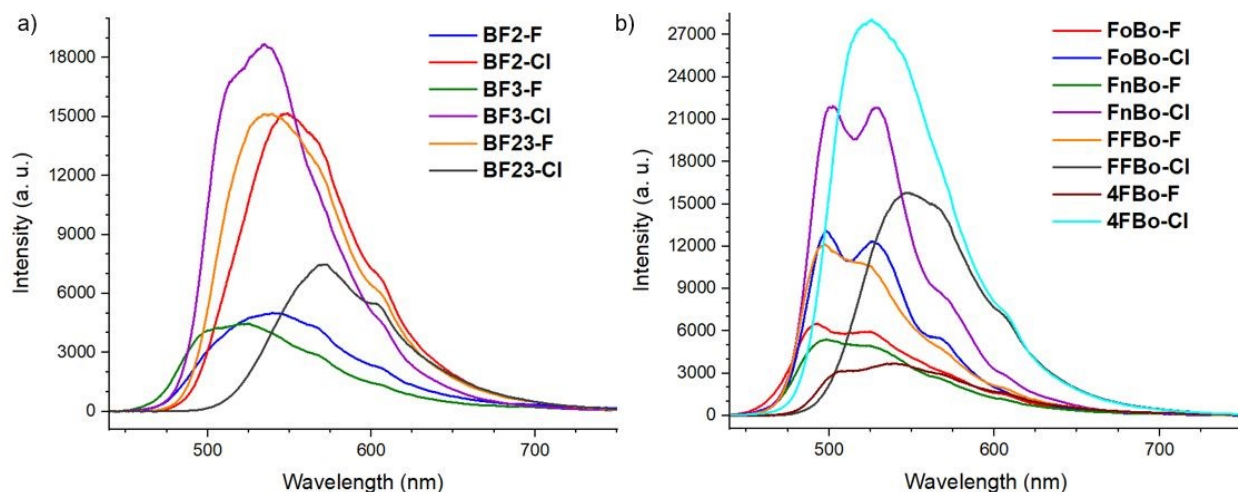 a)
BF2-F
BF2-Cl
BF3-F
BF3-Cl
BF23-F
BF23-Cl
18000
15000
12000
9000
6000
3000
0
Intensity (a. u.)
500
600
700
Wavelength (nm)
b)
FoBo-F
FoBo-Cl
FnBo-F
FnBo-Cl
FFBo-F
FFBo-Cl
4FBo-F
4FBo-Cl
27000
24000
21000
18000
15000
12000
9000
6000
3000
0
Intensity (a. u.)
500
600
700
Wavelength (nm)